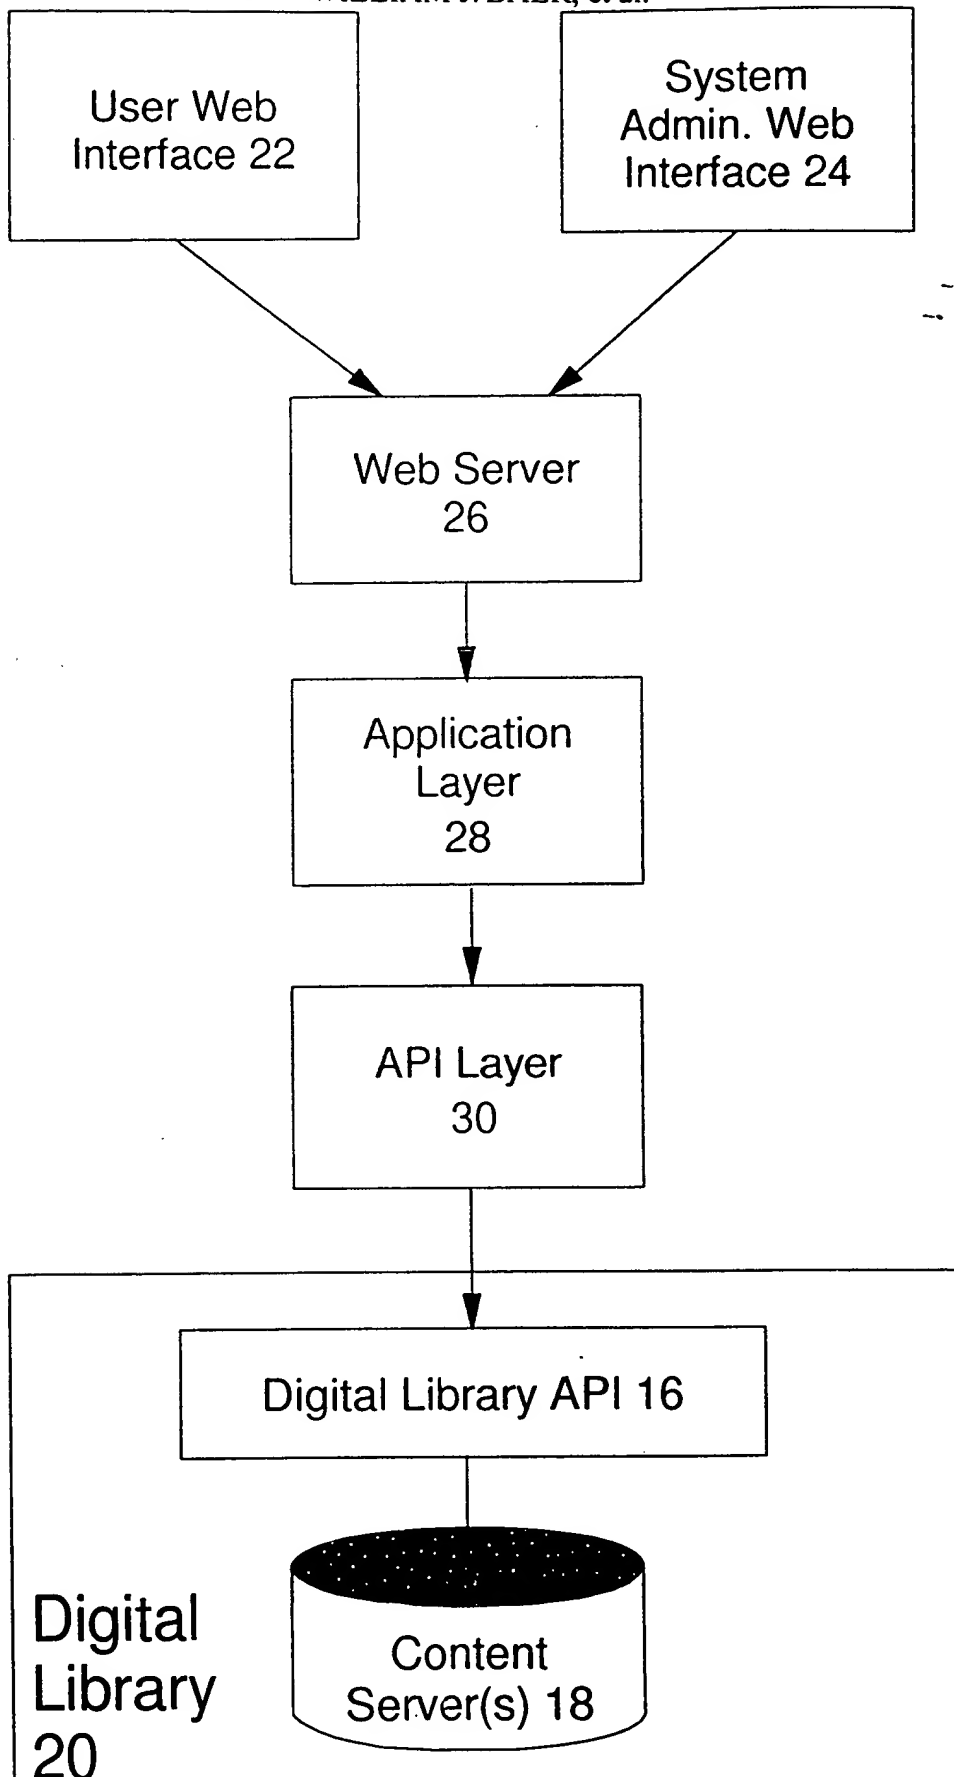 User Web
Interface 22
System
Admin. Web
Interface 24
Web Server
26
Application
Layer
28
API Layer
30
Digital Library API 16
Content
Server(s) 18
Digital
Library
20